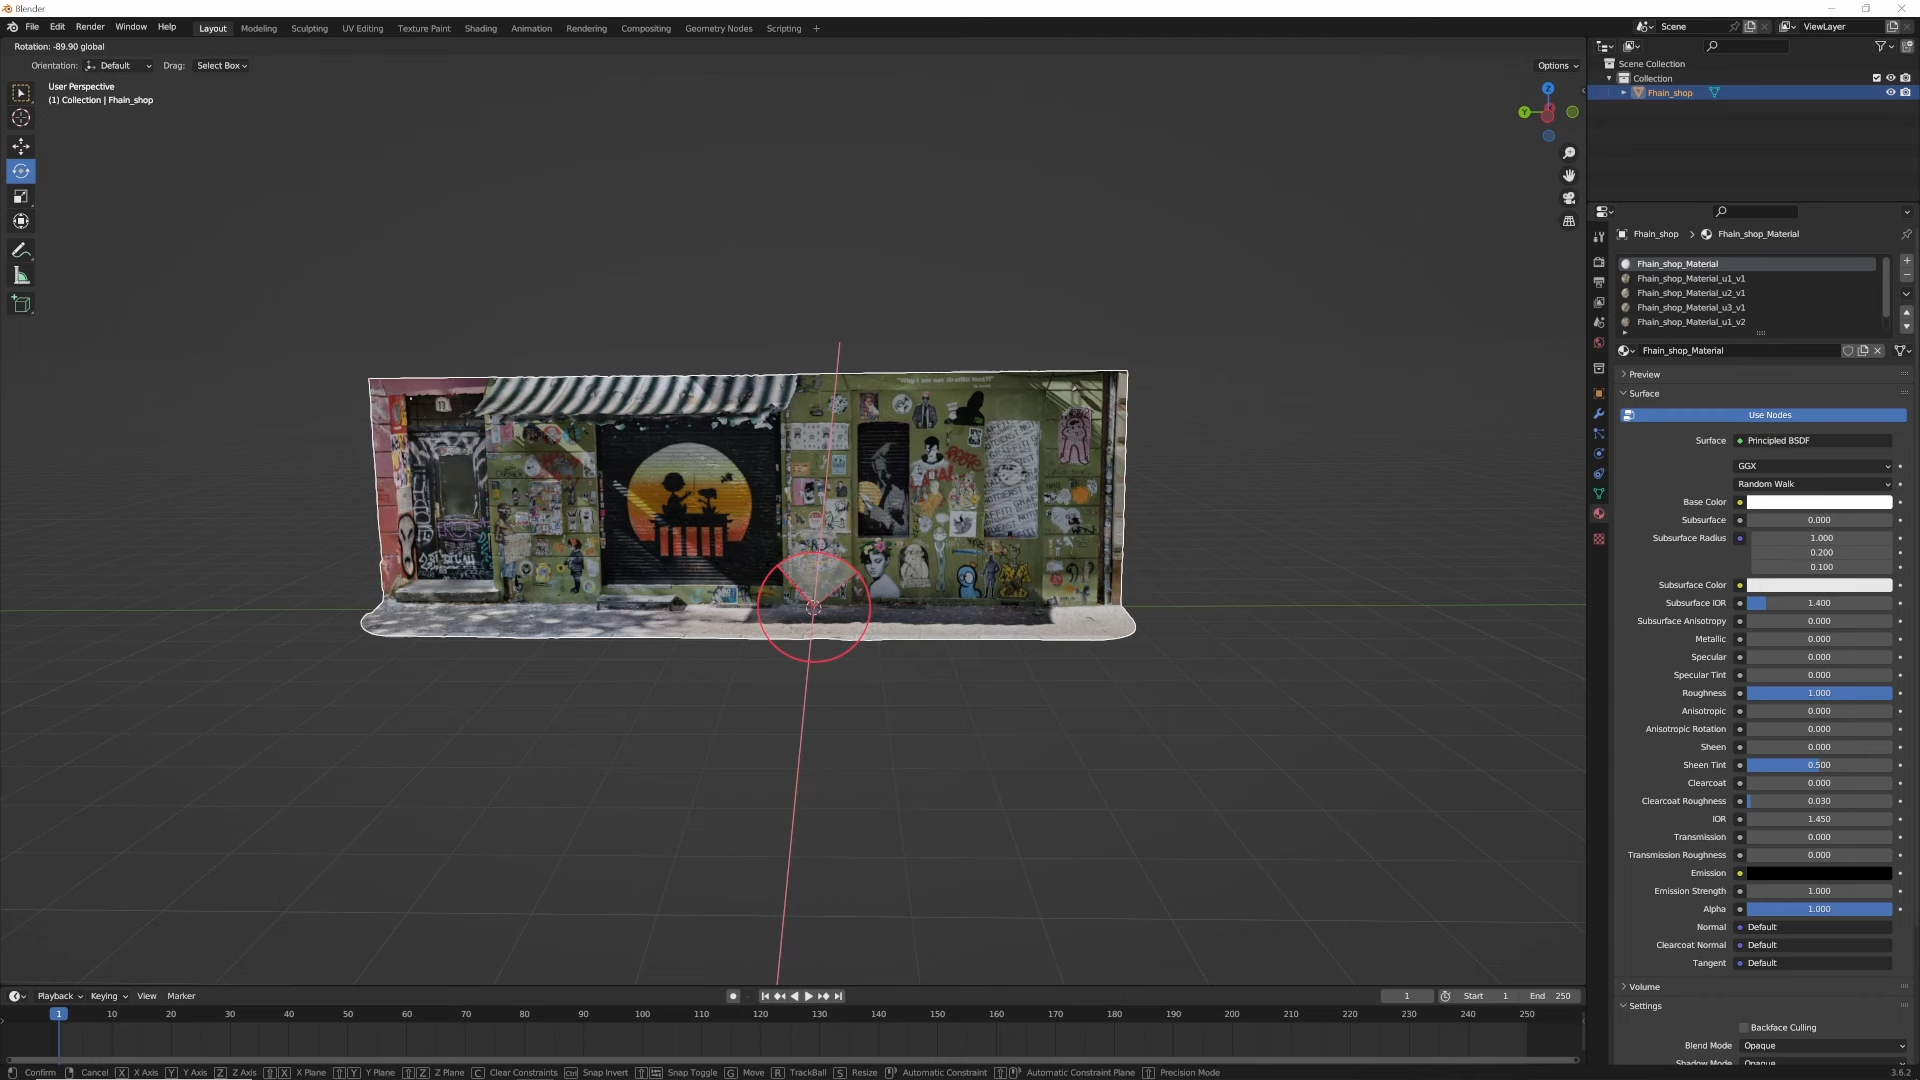 Blender
File Edit Render Window Help
Layout Modeling Sculpting UV Editing Texture Paint Shading Animation Rendering Compositing Geometry Nodes Scripting +
Scene
ViewLayer
Rotation: -89.90 global
Orientation: Default Drag: Select Box
Options
User Perspective
(1) Collection | Fhain_shop
Z
Y
Scene Collection
Collection
Fhain_shop
Fhain_shop > Fhain_shop_Material
Fhain_shop_Material
Fhain_shop_Material_u1_v1
Fhain_shop_Material_u2_v1
Fhain_shop_Material_u3_v1
Fhain_shop_Material_u1_v2
Fhain_shop_Material
Preview
Surface
Use Nodes
Surface Principled BSDF
GGX
Random Walk
Base Color
Subsurface 0.000
Subsurface Radius 1.000
0.200
0.100
Subsurface Color
Subsurface IOR 1.400
Subsurface Anisotropy 0.000
Metallic 0.000
Specular 0.000
Specular Tint 0.000
Roughness 1.000
Anisotropic 0.000
Anisotropic Rotation 0.000
Sheen 0.000
Sheen Tint 0.500
Clearcoat 0.000
Clearcoat Roughness 0.030
IOR 1.450
Transmission 0.000
Transmission Roughness 0.000
Emission
Emission Strength 1.000
Alpha 1.000
Normal Default
Clearcoat Normal Default
Tangent Default
Volume
Settings
Backface Culling
Blend Mode Opaque
Shadow Mode Opaque
Playback Keying View Marker
1 Start 1 End 250
1 10 20 30 40 50 60 70 80 90 100 110 120 130 140 150 160 170 180 190 200 210 220 230 240 250
Confirm Cancel X X Axis Y Y Axis Z Z Axis X X Plane Y Y Plane Z Z Plane C Clear Constraints Ctrl Snap Invert Snap Toggle G Move R TrackBall S Resize Automatic Constraint Automatic Constraint Plane Precision Mode
3.6.2